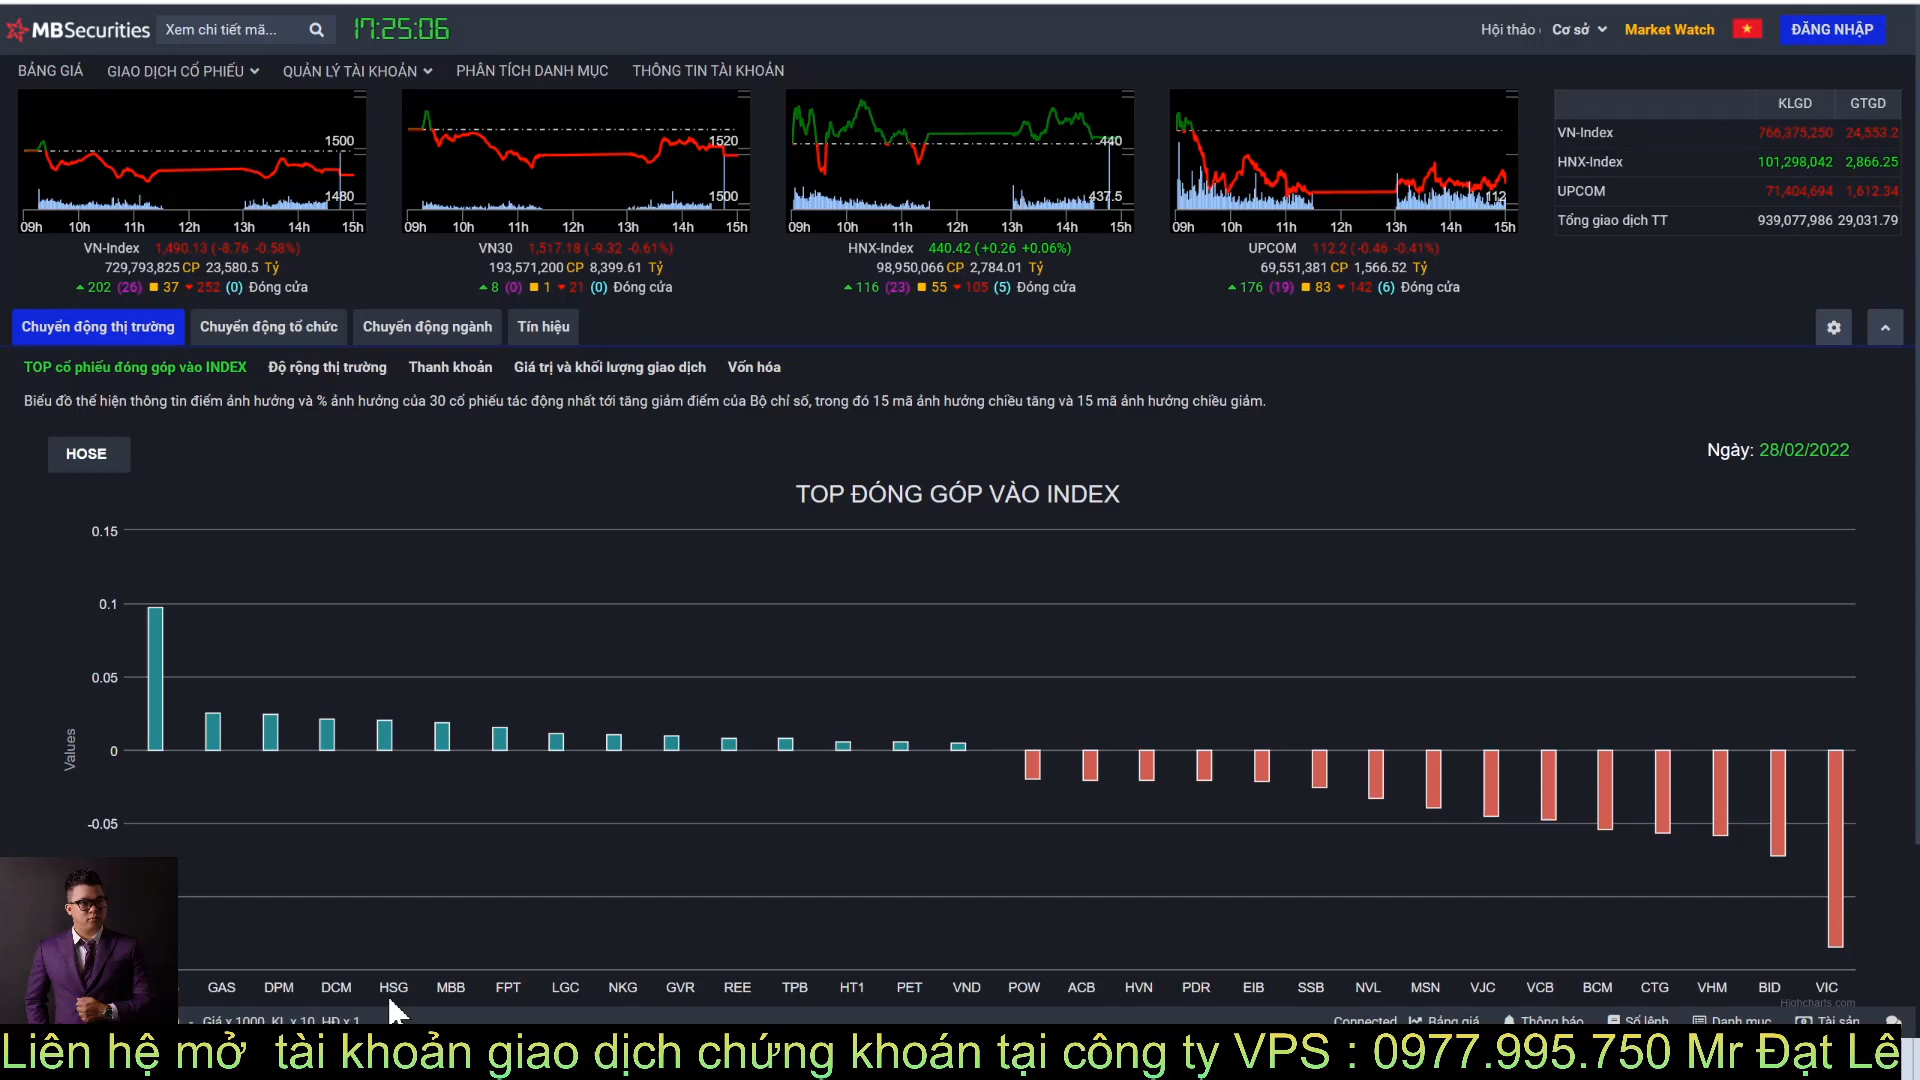 MBSecurities Xem chi tiết mã... 17:25:06 Hội thảo Cơ sở Market Watch ĐĂNG NHẬP
BẢNG GIÁ GIAO DỊCH CỔ PHIẾU QUẢN LÝ TÀI KHOẢN PHÂN TÍCH DANH MỤC THÔNG TIN TÀI KHOẢN
1500
1480
09h 10h 11h 12h 13h 14h 15h
VN-Index 1,490.13 (-8.76 -0.58%)
729,793,825 CP 23,580.5 Tỷ
202 (26) 37 252 (0) Đóng cửa
1520
1500
09h 10h 11h 12h 13h 14h 15h
VN30 1,517.18 (-9.32 -0.61%)
193,571,200 CP 8,399.61 Tỷ
8 (0) 1 21 (0) Đóng cửa
440
437.5
09h 10h 11h 12h 13h 14h 15h
HNX-Index 440.42 (+0.26 +0.06%)
98,950,066 CP 2,784.01 Tỷ
116 (23) 55 105 (5) Đóng cửa
112
09h 10h 11h 12h 13h 14h 15h
UPCOM 112.2 (-0.46 -0.41%)
69,551,381 CP 1,566.52 Tỷ
176 (19) 83 142 (6) Đóng cửa
KLGD GTGD
VN-Index 766,375,250 24,553.2
HNX-Index 101,298,042 2,866.25
UPCOM 71,404,694 1,612.34
Tổng giao dịch TT 939,077,986 29,031.79
Chuyển động thị trường Chuyển động tổ chức Chuyển động ngành Tín hiệu
TOP cổ phiếu đóng góp vào INDEX Độ rộng thị trường Thanh khoản Giá trị và khối lượng giao dịch Vốn hóa
Biểu đồ thể hiện thông tin điểm ảnh hưởng và % ảnh hưởng của 30 cổ phiếu tác động nhất tới tăng giảm điểm của Bộ chỉ số, trong đó 15 mã ảnh hưởng chiều tăng và 15 mã ảnh hưởng chiều giảm.
HOSE Ngày: 28/02/2022
TOP ĐÓNG GÓP VÀO INDEX
0.15
0.1
0.05
0
-0.05
Values
GAS DPM DCM HSG MBB FPT LGC NKG GVR REE TPB HT1 PET VND POW ACB HVN PDR EIB SSB NVL MSN VJC VCB BCM CTG VHM BID VIC
Highcharts.com
- Giá x 1000, KL x 10, HĐ x 1 Connected Bảng giá Thông báo Sổ lệnh Danh mục Tài sản
Liên hệ mở tài khoản giao dịch chứng khoán tại công ty VPS : 0977.995.750 Mr Đạt Lê